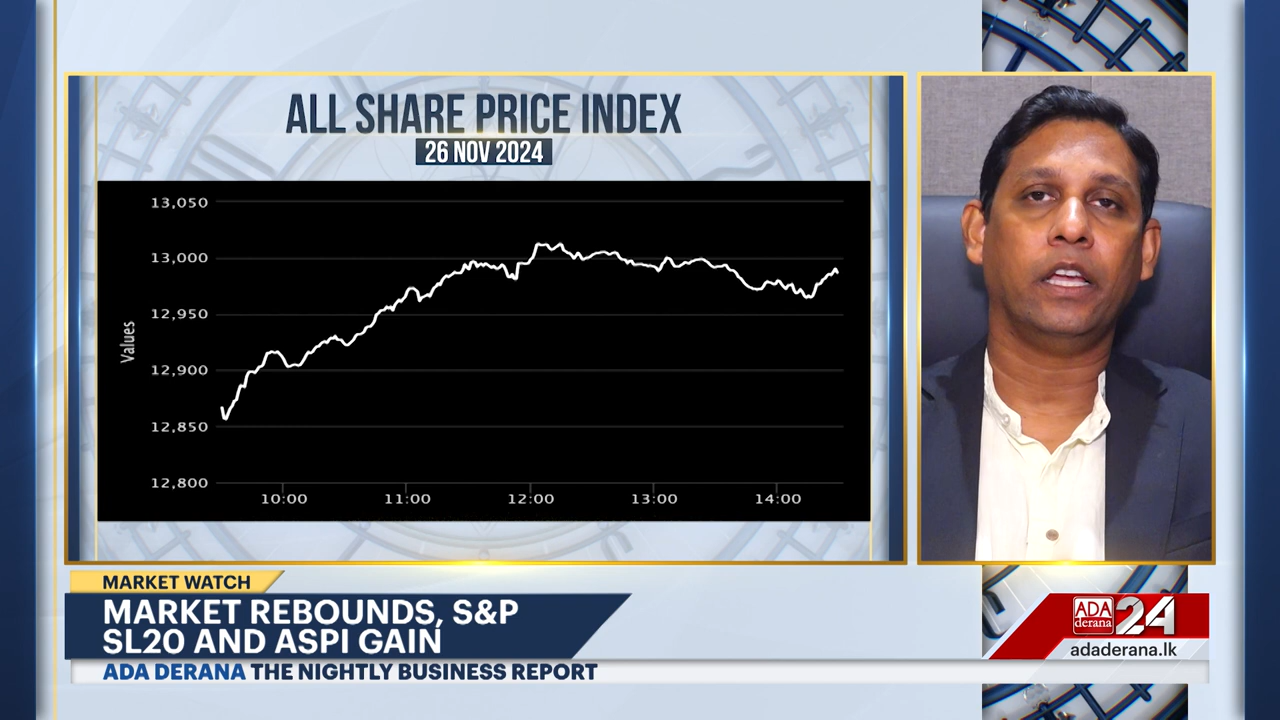 ALL SHARE PRICE INDEX
26 NOV 2024
Values
13,050
13,000
12,950
12,900
12,850
12,800
10:00 11:00 12:00 13:00 14:00
MARKET WATCH
MARKET REBOUNDS, S&P
SL20 AND ASPI GAIN
ADA DERANA THE NIGHTLY BUSINESS REPORT
ADA
derana 24
adaderana.lk